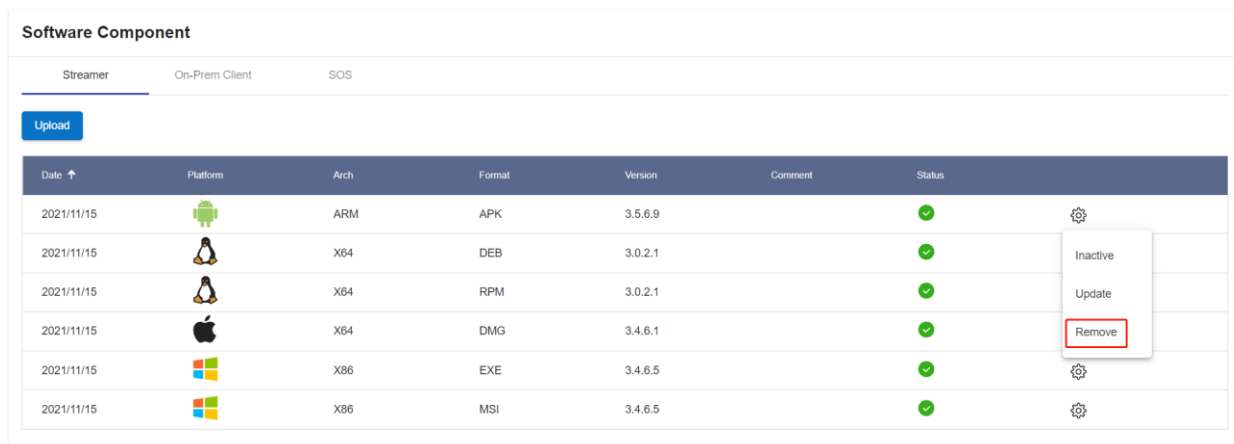 Software Component
Streamer On-Prem Client SOS
Upload
Date Platform Arch Format Version Comment Status
2021/11/15 ARM APK 3.5.6.9
2021/11/15 X64 DEB 3.0.2.1
Inactive
2021/11/15 X64 RPM 3.0.2.1
Update
2021/11/15 X64 DMG 3.4.6.1
Remove
2021/11/15 X86 EXE 3.4.6.5
2021/11/15 X86 MSI 3.4.6.5